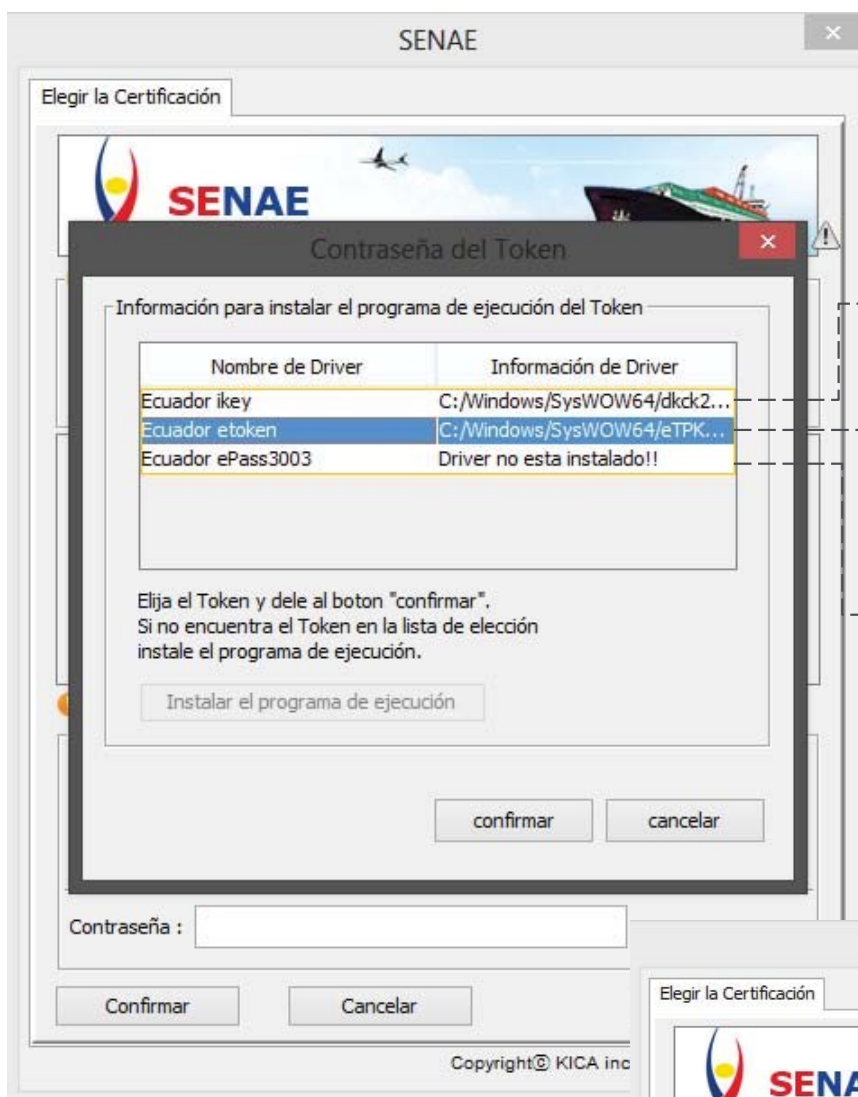 SENAE
Elegir la Certificación
SENAE
Contraseña del Token
Información para instalar el programa de ejecución del Token
Nombre de Driver Información de Driver
Ecuador ikey C:/Windows/SysWOW64/dkck2...
Ecuador etoken C:/Windows/SysWOW64/eTPK...
Ecuador ePass3003 Driver no esta instalado!!
Elija el Token y dele al boton "confirmar".
Si no encuentra el Token en la lista de elección
instale el programa de ejecución.
Instalar el programa de ejecución
confirmar cancelar
Contraseña :
Confirmar Cancelar
Copyright© KICA inc
Elegir la Certificación
SENA